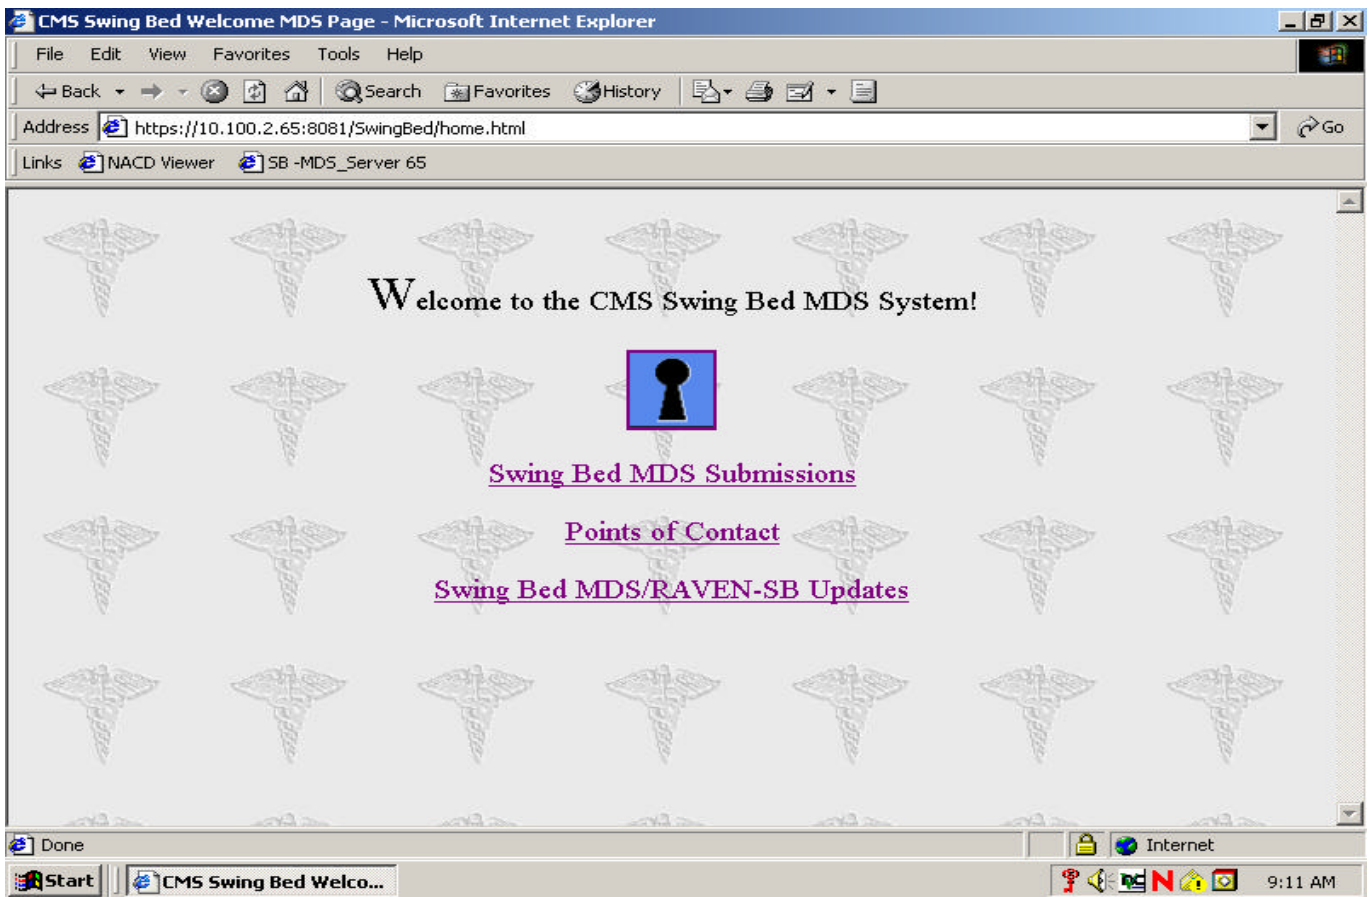 CMS Swing Bed Welcome MDS Page - Microsoft Internet Explorer
File Edit View Favorites Tools Help
Back Search Favorites History
Address https://10.100.2.65:8081/SwingBed/home.html Go
Links NACD Viewer SB -MDS_Server 65
Welcome to the CMS Swing Bed MDS System!
Swing Bed MDS Submissions
Points of Contact
Swing Bed MDS/RAVEN-SB Updates
Done Internet
Start CMS Swing Bed Welco... N 9:11 AM